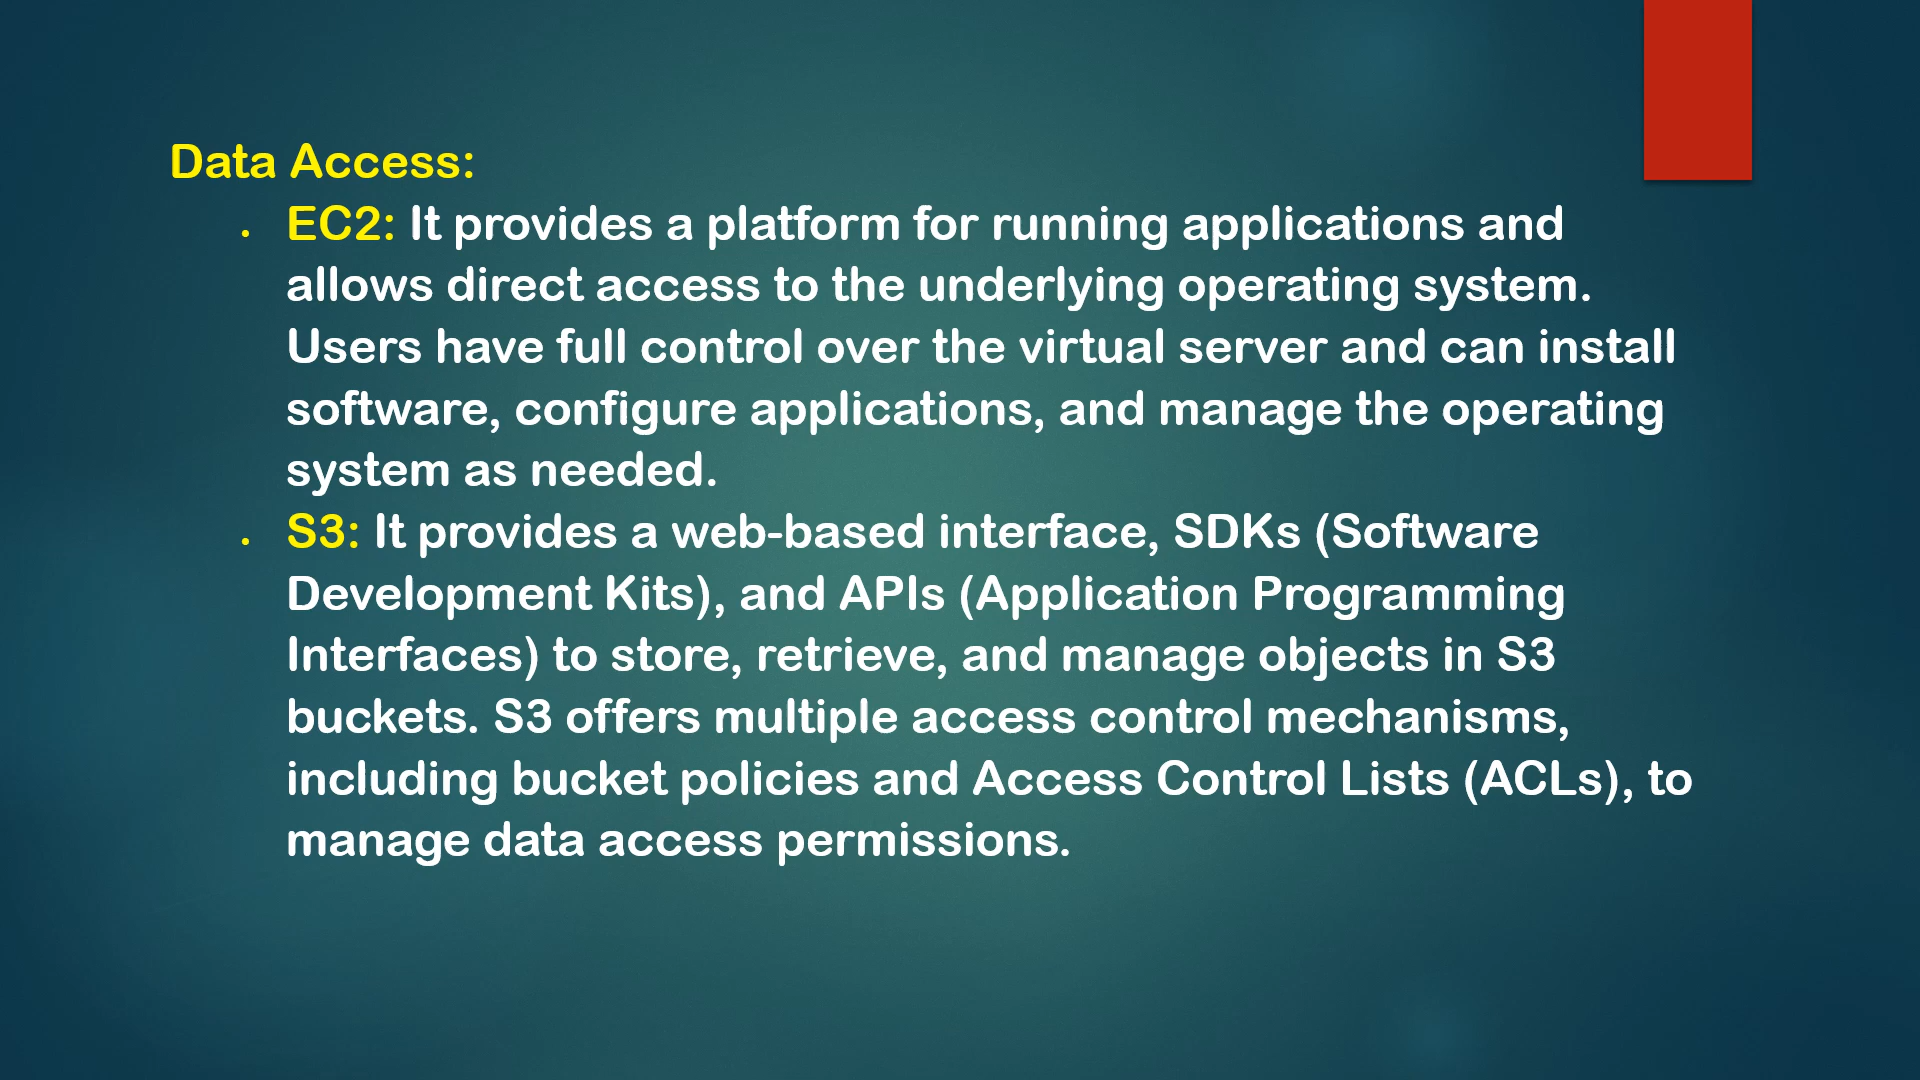 Data Access:
• EC2: It provides a platform for running applications and
allows direct access to the underlying operating system.
Users have full control over the virtual server and can install
software, configure applications, and manage the operating
system as needed.
• S3: It provides a web-based interface, SDKs (Software
Development Kits), and APIs (Application Programming
Interfaces) to store, retrieve, and manage objects in S3
buckets. S3 offers multiple access control mechanisms,
including bucket policies and Access Control Lists (ACLs), to
manage data access permissions.